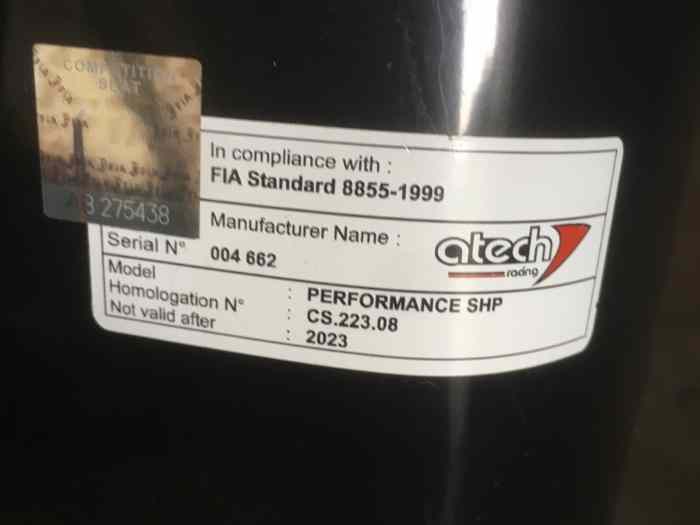 COMPETITION
SEAT
AB 275438
In compliance with :
FIA Standard 8855-1999
Manufacturer Name :
atech
racing
Serial N° 004 662
Model : PERFORMANCE SHP
Homologation N° : CS.223.08
Not valid after : 2023